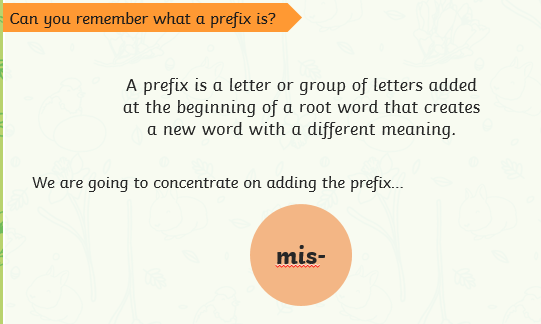 Can you remember what a prefix is?
A prefix is a letter or group of letters added
at the beginning of a root word that creates
a new word with a different meaning.
We are going to concentrate on adding the prefix...
mis-